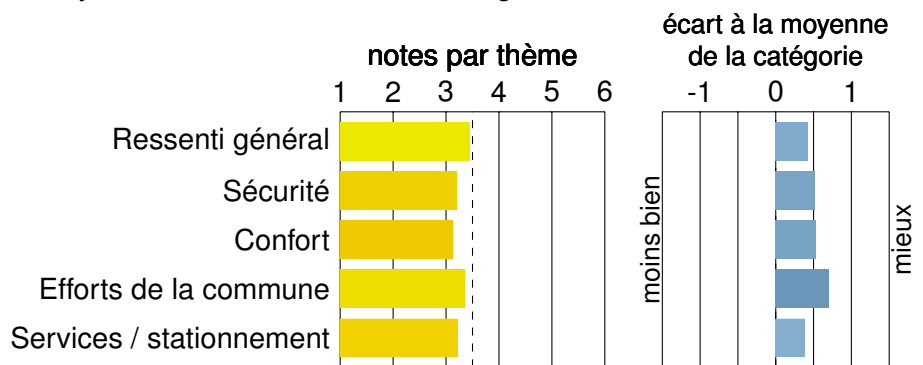 écart à la moyenne
notes par thème
de la catégorie
1 2 3 4 5 6
-1 0 1
Ressenti général
Sécurité
Confort
Efforts de la commune
Services / stationnement
moins bien
mieux